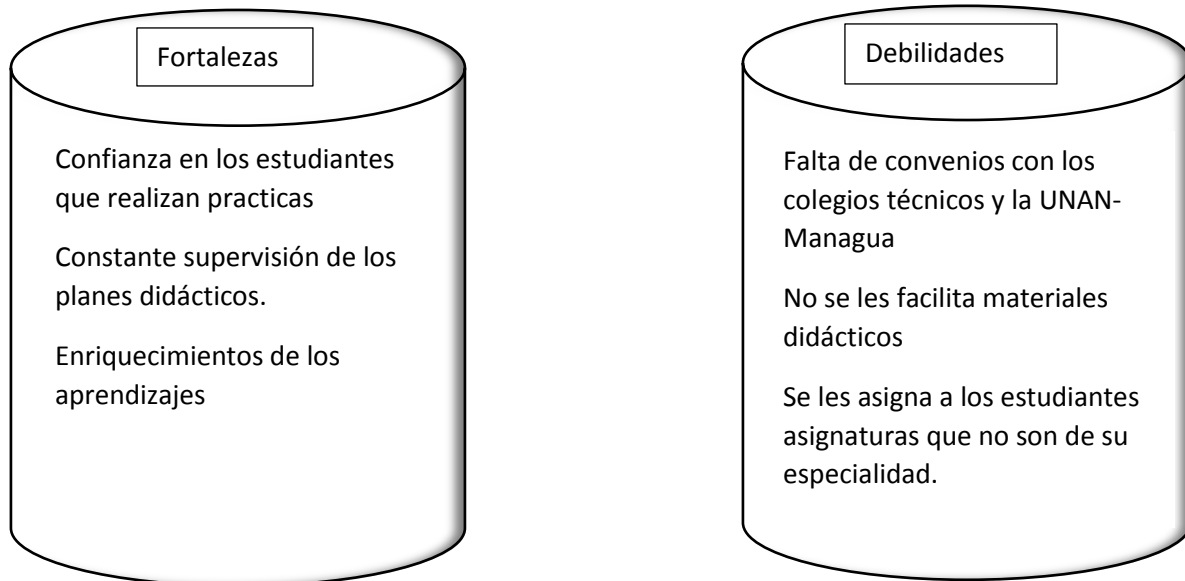 Fortalezas
Confianza en los estudiantes
que realizan practicas
Constante supervisión de los
planes didácticos.
Enriquecimientos de los
aprendizajes
Debilidades
Falta de convenios con los
colegios técnicos y la UNAN-
Managua
No se les facilita materiales
didácticos
Se les asigna a los estudiantes
asignaturas que no son de su
especialidad.